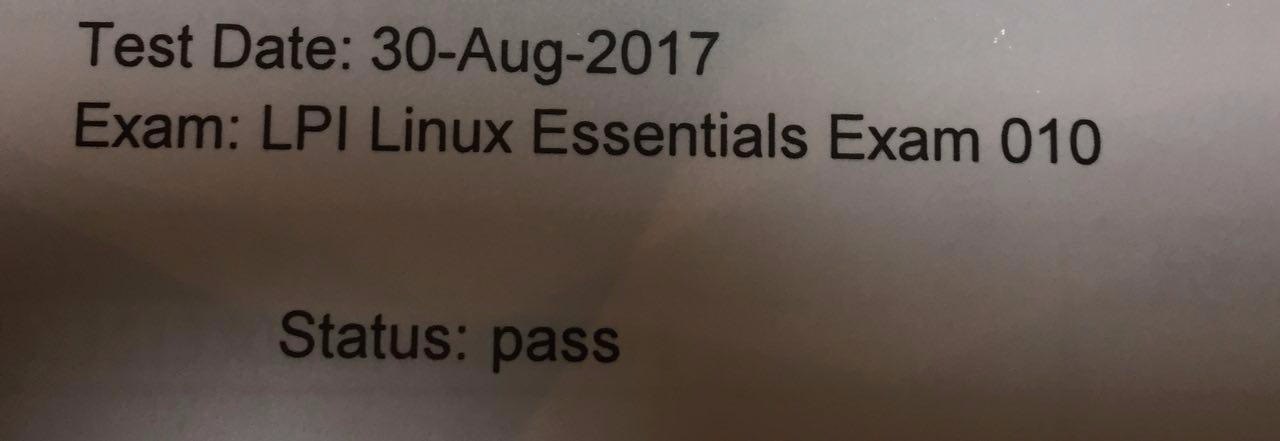 Test Date: 30-Aug-2017
Exam: LPI Linux Essentials Exam 010
Status: pass